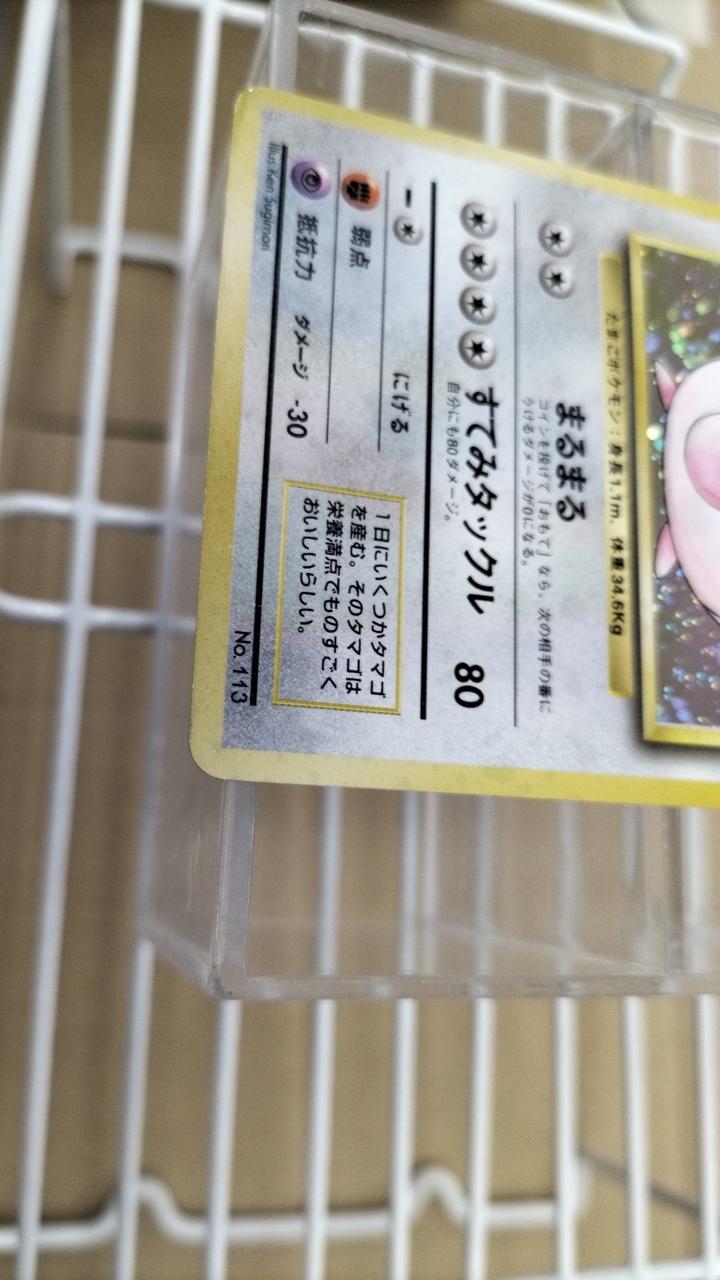 たまごポケモン：身長1.1m、体重34.6Kg
まるまる
コインを投げて「おもて」なら、次の相手の番に
うけるダメージが0になる。
すてみタックル 80
自分にも80ダメージ。
にげる
弱点
抵抗力 ダメージ -30
1日にいくつかタマゴ
を産む。そのタマゴは
栄養満点でものすごく
おいしいらしい。
Illus. Ken Sugimori
No. 113